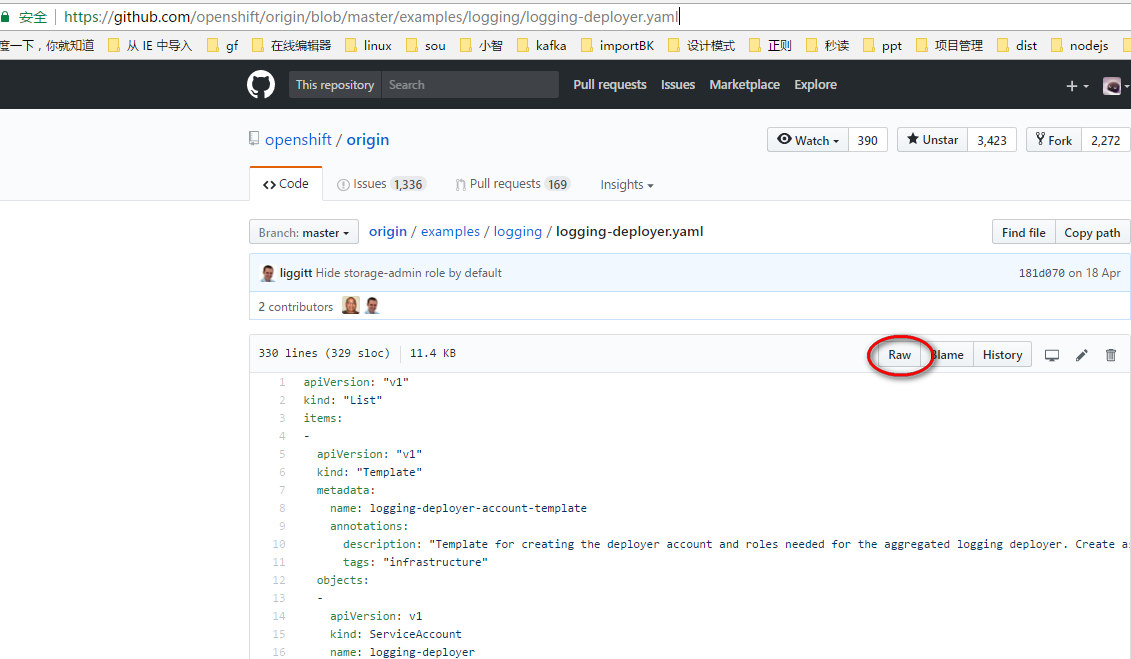 安全 https://github.com/openshift/origin/blob/master/examples/logging/logging-deployer.yaml
度一下，你就知道 从 IE 中导入 gf 在线编辑器 linux sou 小智 kafka importBK 设计模式 正则 秒读 ppt 项目管理 dist nodejs
This repository Search Pull requests Issues Marketplace Explore
openshift / origin Watch 390 Unstar 3,423 Fork 2,272
Code Issues 1,336 Pull requests 169 Insights
Branch: master origin / examples / logging / logging-deployer.yaml Find file Copy path
liggitt Hide storage-admin role by default 181d070 on 18 Apr
2 contributors
330 lines (329 sloc) 11.4 KB Raw Blame History
1 apiVersion: "v1"
2 kind: "List"
3 items:
4 -
5 apiVersion: "v1"
6 kind: "Template"
7 metadata:
8 name: logging-deployer-account-template
9 annotations:
10 description: "Template for creating the deployer account and roles needed for the aggregated logging deployer. Create as
11 tags: "infrastructure"
12 objects:
13 -
14 apiVersion: v1
15 kind: ServiceAccount
16 name: logging-deployer